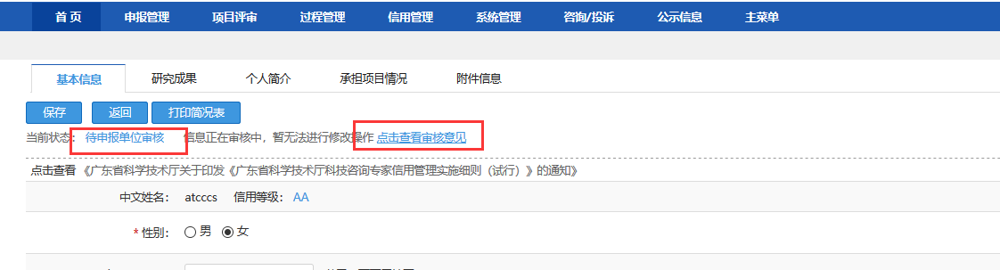 首 页 申报管理 项目评审 过程管理 信用管理 系统管理 咨询/投诉 公示信息 主菜单
基本信息 研究成果 个人简介 承担项目情况 附件信息
保存 返回 打印简况表
当前状态： 待申报单位审核 信息正在审核中，暂无法进行修改操作 点击查看审核意见
点击查看 《广东省科学技术厅关于印发《广东省科学技术厅科技咨询专家信用管理实施细则（试行）》的通知》
中文姓名： atcccs 信用等级： AA
* 性别： 男 女